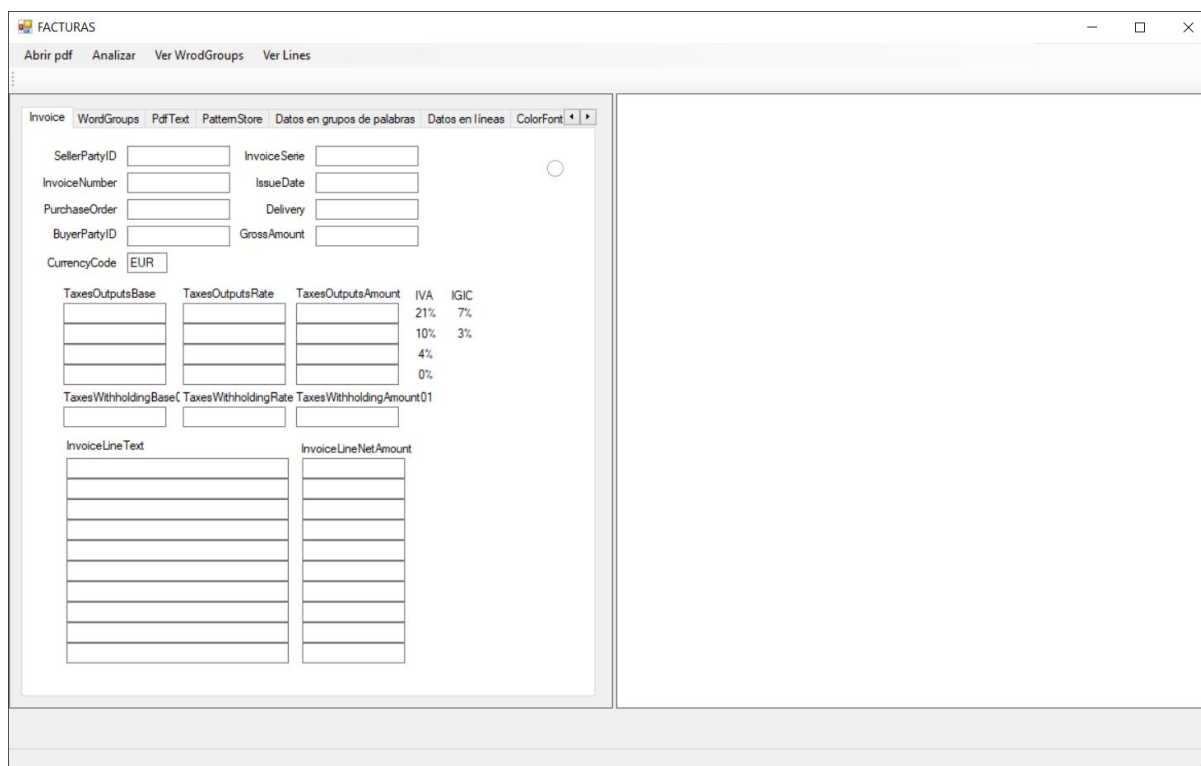 FACTURAS
Abrir pdf Analizar Ver WrodGroups Ver Lines
Invoice WordGroups PdfText PatternStore Datos en grupos de palabras Datos en líneas ColorFont
SellerPartyID InvoiceSerie
InvoiceNumber IssueDate
PurchaseOrder Delivery
BuyerPartyID GrossAmount
CurrencyCode EUR
TaxesOutputsBase TaxesOutputsRate TaxesOutputsAmount IVA IGIC
21% 7%
10% 3%
4%
0%
TaxesWithholdingBase TaxesWithholdingRate TaxesWithholdingAmount01
InvoiceLineText InvoiceLineNetAmount